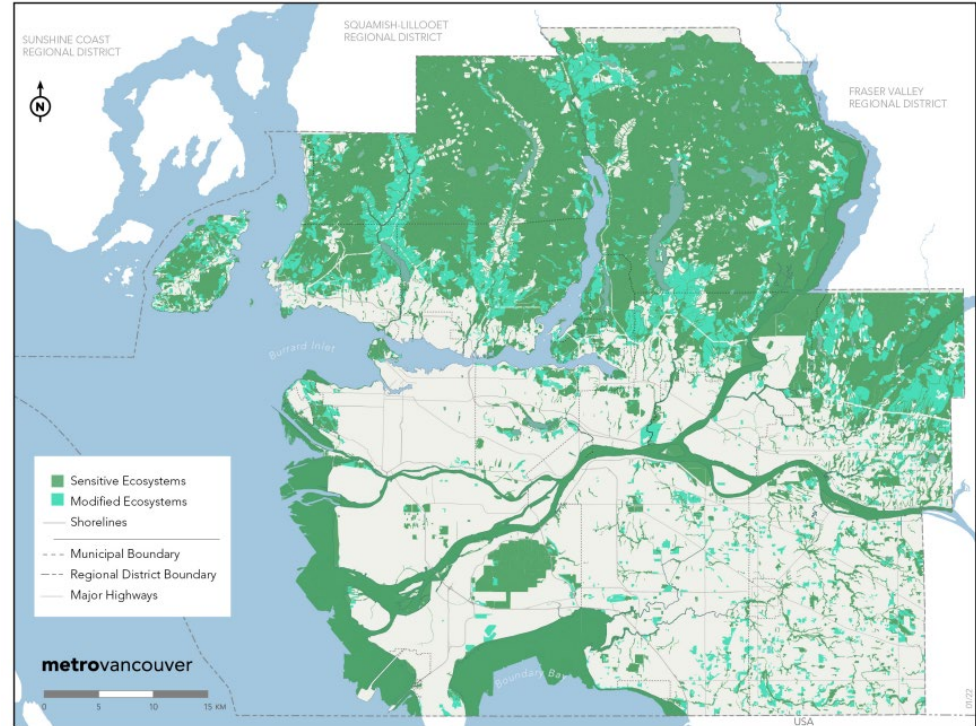 SUNSHINE COAST
REGIONAL DISTRICT
SQUAMISH-LILLOOET
REGIONAL DISTRICT
FRASER VALLEY
REGIONAL DISTRICT
N
Burrard Inlet
Sensitive Ecosystems
Modified Ecosystems
Shorelines
Municipal Boundary
Regional District Boundary
Major Highways
metrovancouver
0 5 10 15 KM
Boundary Bay
USA